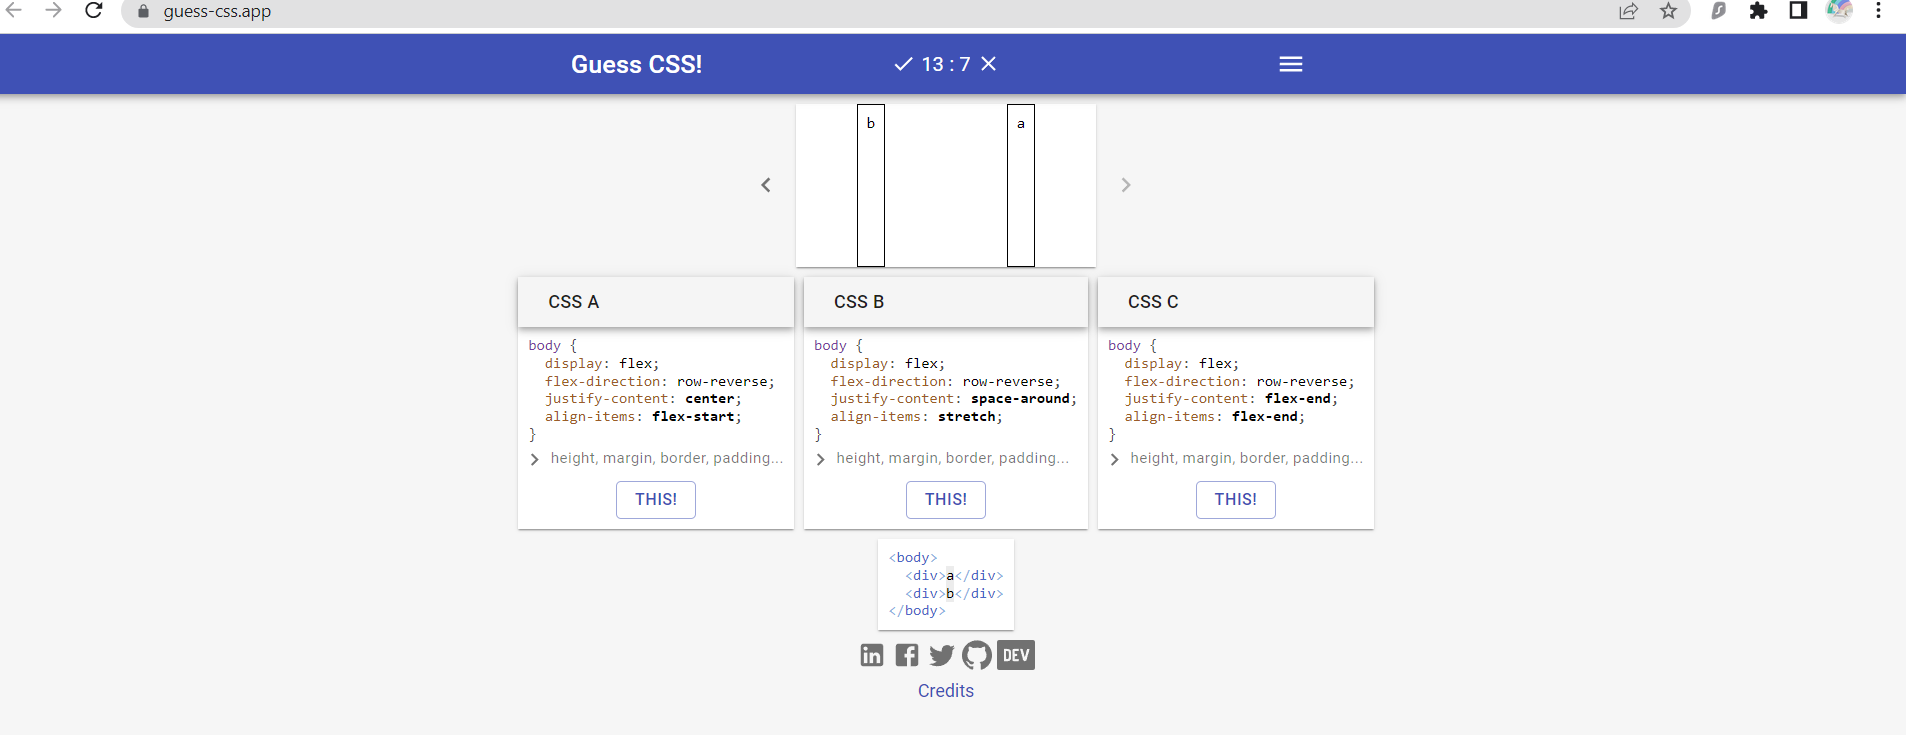 guess-css.app
Guess CSS!
13 : 7
b
a
CSS A
body {
  display: flex;
  flex-direction: row-reverse;
  justify-content: center;
  align-items: flex-start;
}
height, margin, border, padding...
THIS!
CSS B
body {
  display: flex;
  flex-direction: row-reverse;
  justify-content: space-around;
  align-items: stretch;
}
height, margin, border, padding...
THIS!
CSS C
body {
  display: flex;
  flex-direction: row-reverse;
  justify-content: flex-end;
  align-items: flex-end;
}
height, margin, border, padding...
THIS!
<body>
  <div>a</div>
  <div>b</div>
</body>
in
f
DEV
Credits